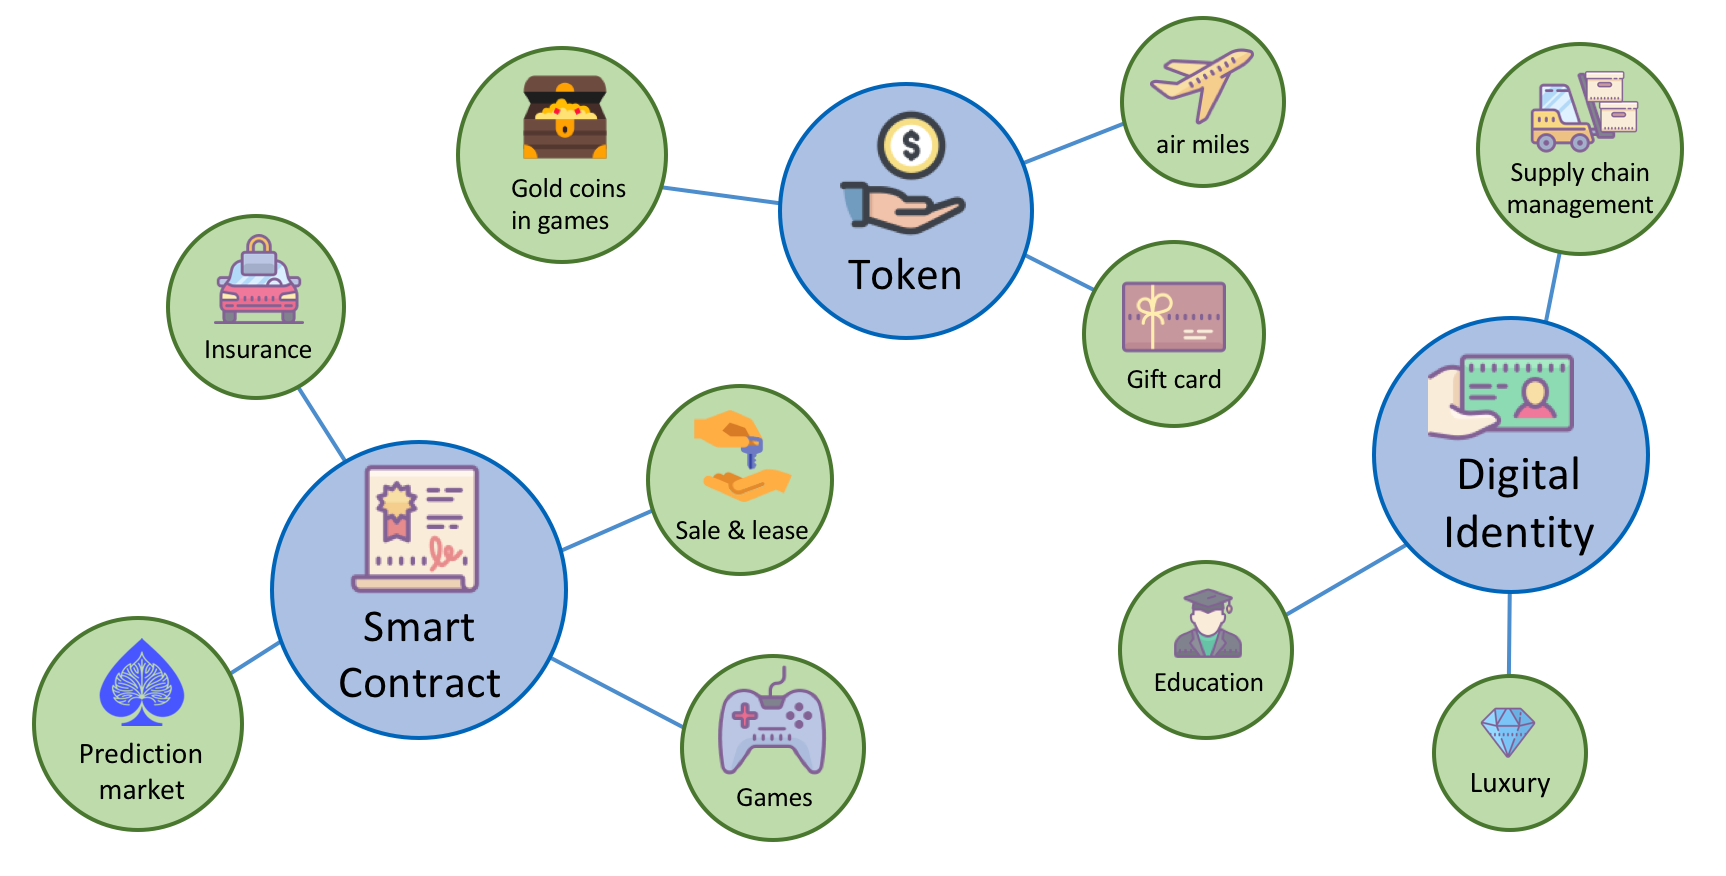 Gold coins
in games
$
Token
air miles
Gift card
Supply chain
management
Digital
Identity
Education
Luxury
Insurance
Smart
Contract
Sale & lease
Prediction
market
Games